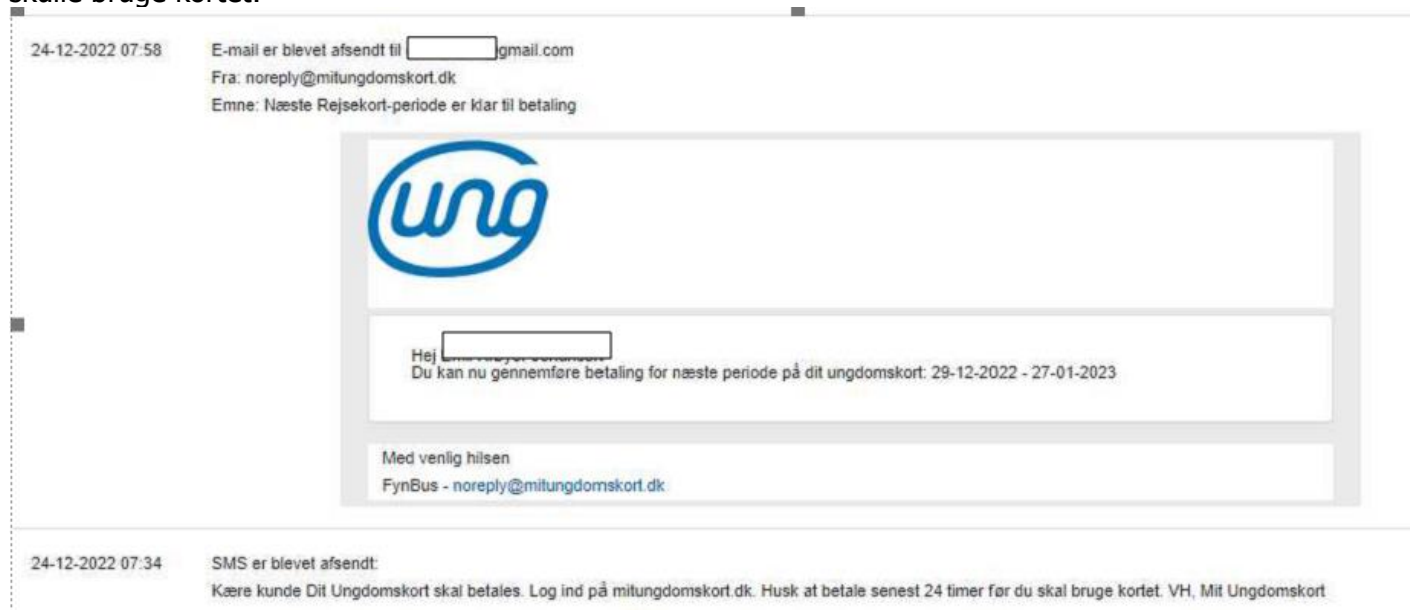 skulle bruge kortet.
24-12-2022 07:58 E-mail er blevet afsendt til gmail.com
Fra: noreply@mitungdomskort.dk
Emne: Næste Rejsekort-periode er klar til betaling
ung
Hej
Du kan nu gennemføre betaling for næste periode på dit ungdomskort: 29-12-2022 - 27-01-2023
Med venlig hilsen
FynBus - noreply@mitungdomskort.dk
24-12-2022 07:34 SMS er blevet afsendt:
Kære kunde Dit Ungdomskort skal betales. Log ind på mitungdomskort.dk. Husk at betale senest 24 timer før du skal bruge kortet. VH, Mit Ungdomskort